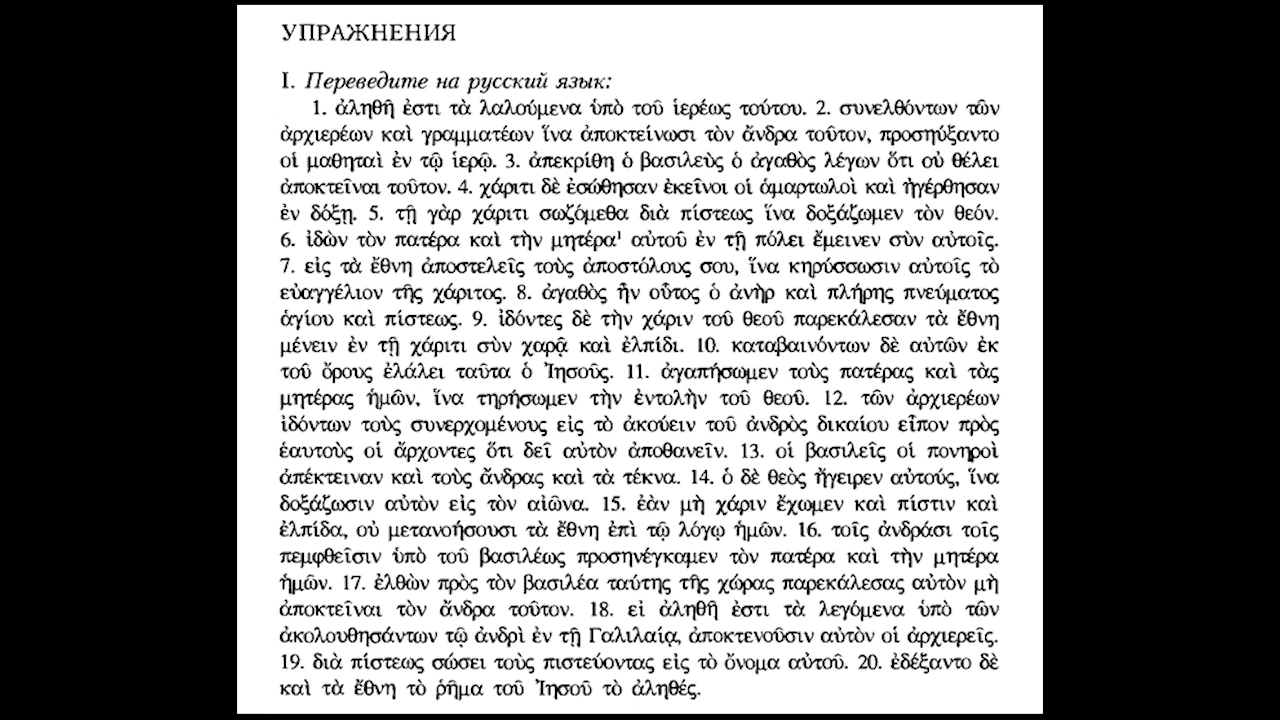 УПРАЖНЕНИЯ
I. Переведите на русский язык:
1. ἀληθῆ ἐστι τὰ λαλούμενα ὑπὸ τοῦ ἱερέως τούτου. 2. συνελθόντων τῶν
ἀρχιερέων καὶ γραμματέων ἵνα ἀποκτείνωσι τὸν ἄνδρα τοῦτον, προσηύξαντο
οἱ μαθηταὶ ἐν τῷ ἱερῷ. 3. ἀπεκρίθη ὁ βασιλεὺς ὁ ἀγαθὸς λέγων ὅτι οὐ θέλει
ἀποκτεῖναι τοῦτον. 4. χάριτι δὲ ἐσώθησαν ἐκεῖνοι οἱ ἁμαρτωλοὶ καὶ ἠγέρθησαν
ἐν δόξῃ. 5. τῇ γὰρ χάριτι σωζόμεθα διὰ πίστεως ἵνα δοξάζωμεν τὸν θεόν.
6. ἰδὼν τὸν πατέρα καὶ τὴν μητέρα¹ αὐτοῦ ἐν τῇ πόλει ἔμεινεν σὺν αὐτοῖς.
7. εἰς τὰ ἔθνη ἀποστελεῖς τοὺς ἀποστόλους σου, ἵνα κηρύσσωσιν αὐτοῖς τὸ
εὐαγγέλιον τῆς χάριτος. 8. ἀγαθὸς ἦν οὗτος ὁ ἀνὴρ καὶ πλήρης πνεύματος
ἁγίου καὶ πίστεως. 9. ἰδόντες δὲ τὴν χάριν τοῦ θεοῦ παρεκάλεσαν τὰ ἔθνη
μένειν ἐν τῇ χάριτι σὺν χαρᾷ καὶ ἐλπίδι. 10. καταβαινόντων δὲ αὐτῶν ἐκ
τοῦ ὄρους ἐλάλει ταῦτα ὁ Ἰησοῦς. 11. ἀγαπήσωμεν τοὺς πατέρας καὶ τὰς
μητέρας ἡμῶν, ἵνα τηρήσωμεν τὴν ἐντολὴν τοῦ θεοῦ. 12. τῶν ἀρχιερέων
ἰδόντων τοὺς συνερχομένους εἰς τὸ ἀκούειν τοῦ ἀνδρὸς δικαίου εἶπον πρὸς
ἑαυτοὺς οἱ ἄρχοντες ὅτι δεῖ αὐτὸν ἀποθανεῖν. 13. οἱ βασιλεῖς οἱ πονηροὶ
ἀπέκτειναν καὶ τοὺς ἄνδρας καὶ τὰ τέκνα. 14. ὁ δὲ θεὸς ἤγειρεν αὐτούς, ἵνα
δοξάζωσιν αὐτὸν εἰς τὸν αἰῶνα. 15. ἐὰν μὴ χάριν ἔχωμεν καὶ πίστιν καὶ
ἐλπίδα, οὐ μετανοήσουσι τὰ ἔθνη ἐπὶ τῷ λόγῳ ἡμῶν. 16. τοῖς ἀνδράσι τοῖς
πεμφθεῖσιν ὑπὸ τοῦ βασιλέως προσηνέγκαμεν τὸν πατέρα καὶ τὴν μητέρα
ἡμῶν. 17. ἐλθὼν πρὸς τὸν βασιλέα ταύτης τῆς χώρας παρεκάλεσας αὐτὸν μὴ
ἀποκτεῖναι τὸν ἄνδρα τοῦτον. 18. εἰ ἀληθῆ ἐστι τὰ λεγόμενα ὑπὸ τῶν
ἀκολουθησάντων τῷ ἀνδρὶ ἐν τῇ Γαλιλαίᾳ, ἀποκτενοῦσιν αὐτὸν οἱ ἀρχιερεῖς.
19. διὰ πίστεως σώσει τοὺς πιστεύοντας εἰς τὸ ὄνομα αὐτοῦ. 20. ἐδέξαντο δὲ
καὶ τὰ ἔθνη τὸ ῥῆμα τοῦ Ἰησοῦ τὸ ἀληθές.